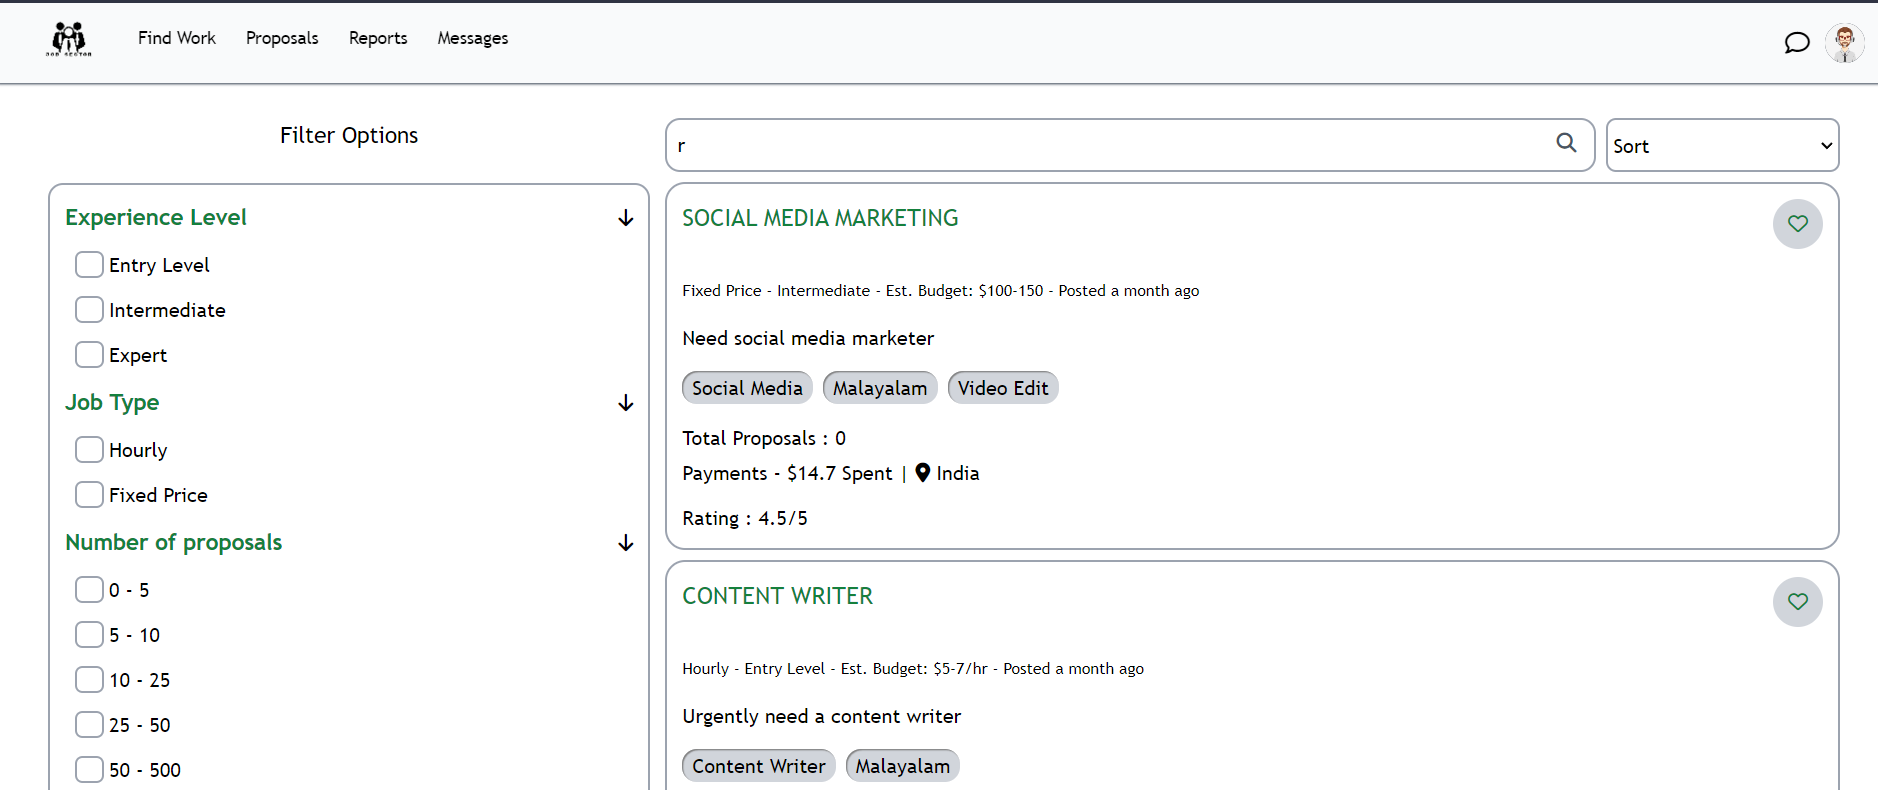 JOB SECTOR
Find Work Proposals Reports Messages
Filter Options
r
Sort
Experience Level
Entry Level
Intermediate
Expert
Job Type
Hourly
Fixed Price
Number of proposals
0 - 5
5 - 10
10 - 25
25 - 50
50 - 500
SOCIAL MEDIA MARKETING
Fixed Price - Intermediate - Est. Budget: $100-150 - Posted a month ago
Need social media marketer
Social Media Malayalam Video Edit
Total Proposals : 0
Payments - $14.7 Spent | India
Rating : 4.5/5
CONTENT WRITER
Hourly - Entry Level - Est. Budget: $5-7/hr - Posted a month ago
Urgently need a content writer
Content Writer Malayalam